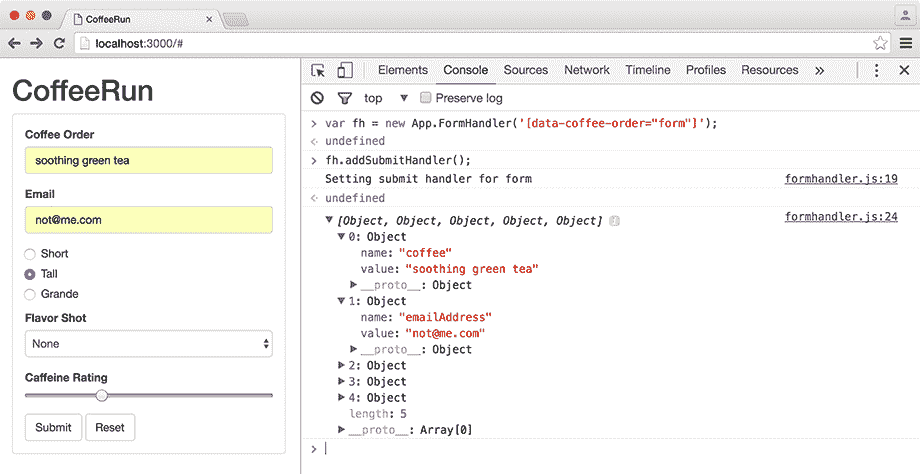 CoffeeRun
localhost:3000/#
CoffeeRun
Coffee Order
soothing green tea
Email
not@me.com
Short
Tall
Grande
Flavor Shot
None
Caffeine Rating
Submit Reset
Elements Console Sources Network Timeline Profiles Resources »
top Preserve log
> var fh = new App.FormHandler('[data-coffee-order="form"]');
undefined
> fh.addSubmitHandler();
Setting submit handler for form formhandler.js:19
undefined
[Object, Object, Object, Object, Object] i formhandler.js:24
0: Object
name: "coffee"
value: "soothing green tea"
__proto__: Object
1: Object
name: "emailAddress"
value: "not@me.com"
__proto__: Object
2: Object
3: Object
4: Object
length: 5
__proto__: Array[0]
>